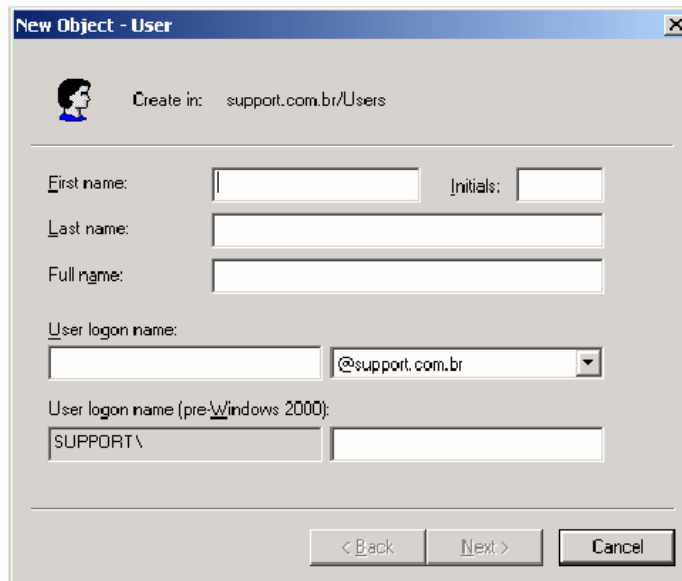 New Object - User
Create in: support.com.br/Users
First name: Initials:
Last name:
Full name:
User logon name:
@support.com.br
User logon name (pre-Windows 2000):
SUPPORT\
< Back Next > Cancel